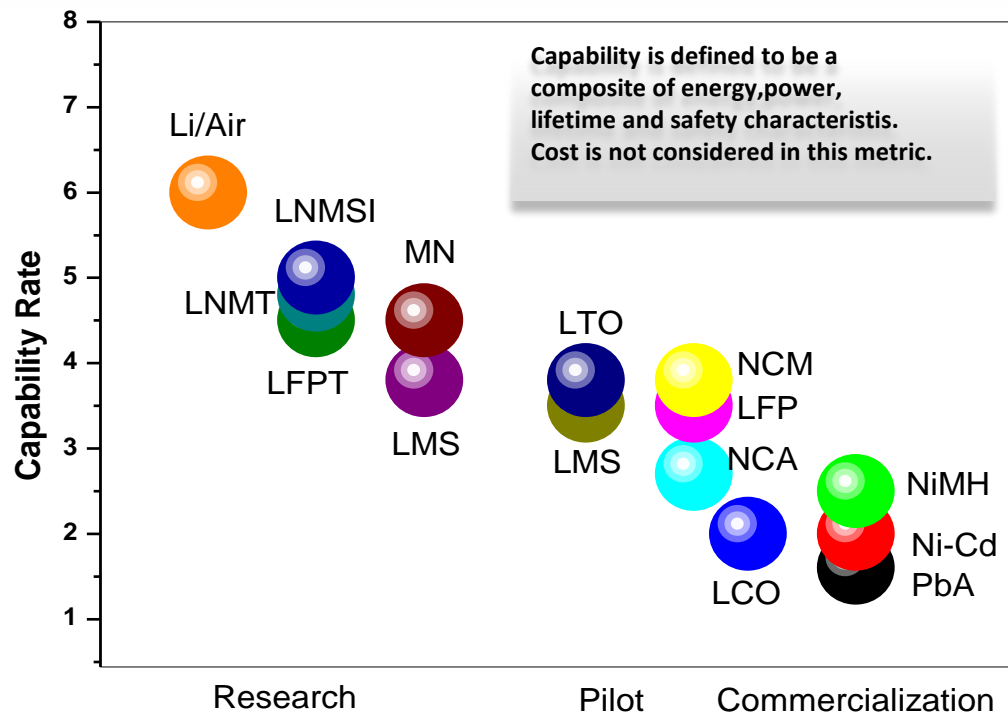 8
7
6
5
4
3
2
1
Capability Rate
Capability is defined to be a
composite of energy,power,
lifetime and safety characteristis.
Cost is not considered in this metric.
Li/Air
LNMSI
MN
LNMT
LFPT
LMS
LTO
NCM
LFP
LMS
NCA
NiMH
Ni-Cd
LCO
PbA
Research
Pilot
Commercialization